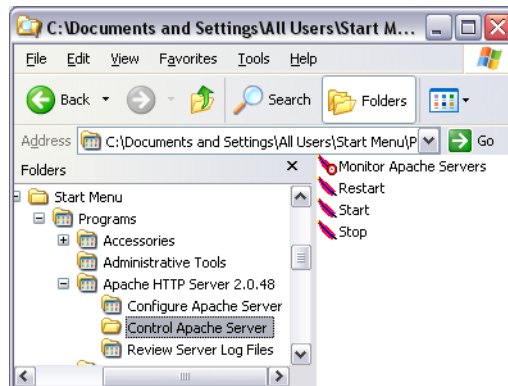 C:\Documents and Settings\All Users\Start M...
File Edit View Favorites Tools Help
Back Search Folders
Address C:\Documents and Settings\All Users\Start Menu\P Go
Folders
Start Menu
Programs
Accessories
Administrative Tools
Apache HTTP Server 2.0.48
Configure Apache Server
Control Apache Server
Review Server Log Files
Monitor Apache Servers
Restart
Start
Stop